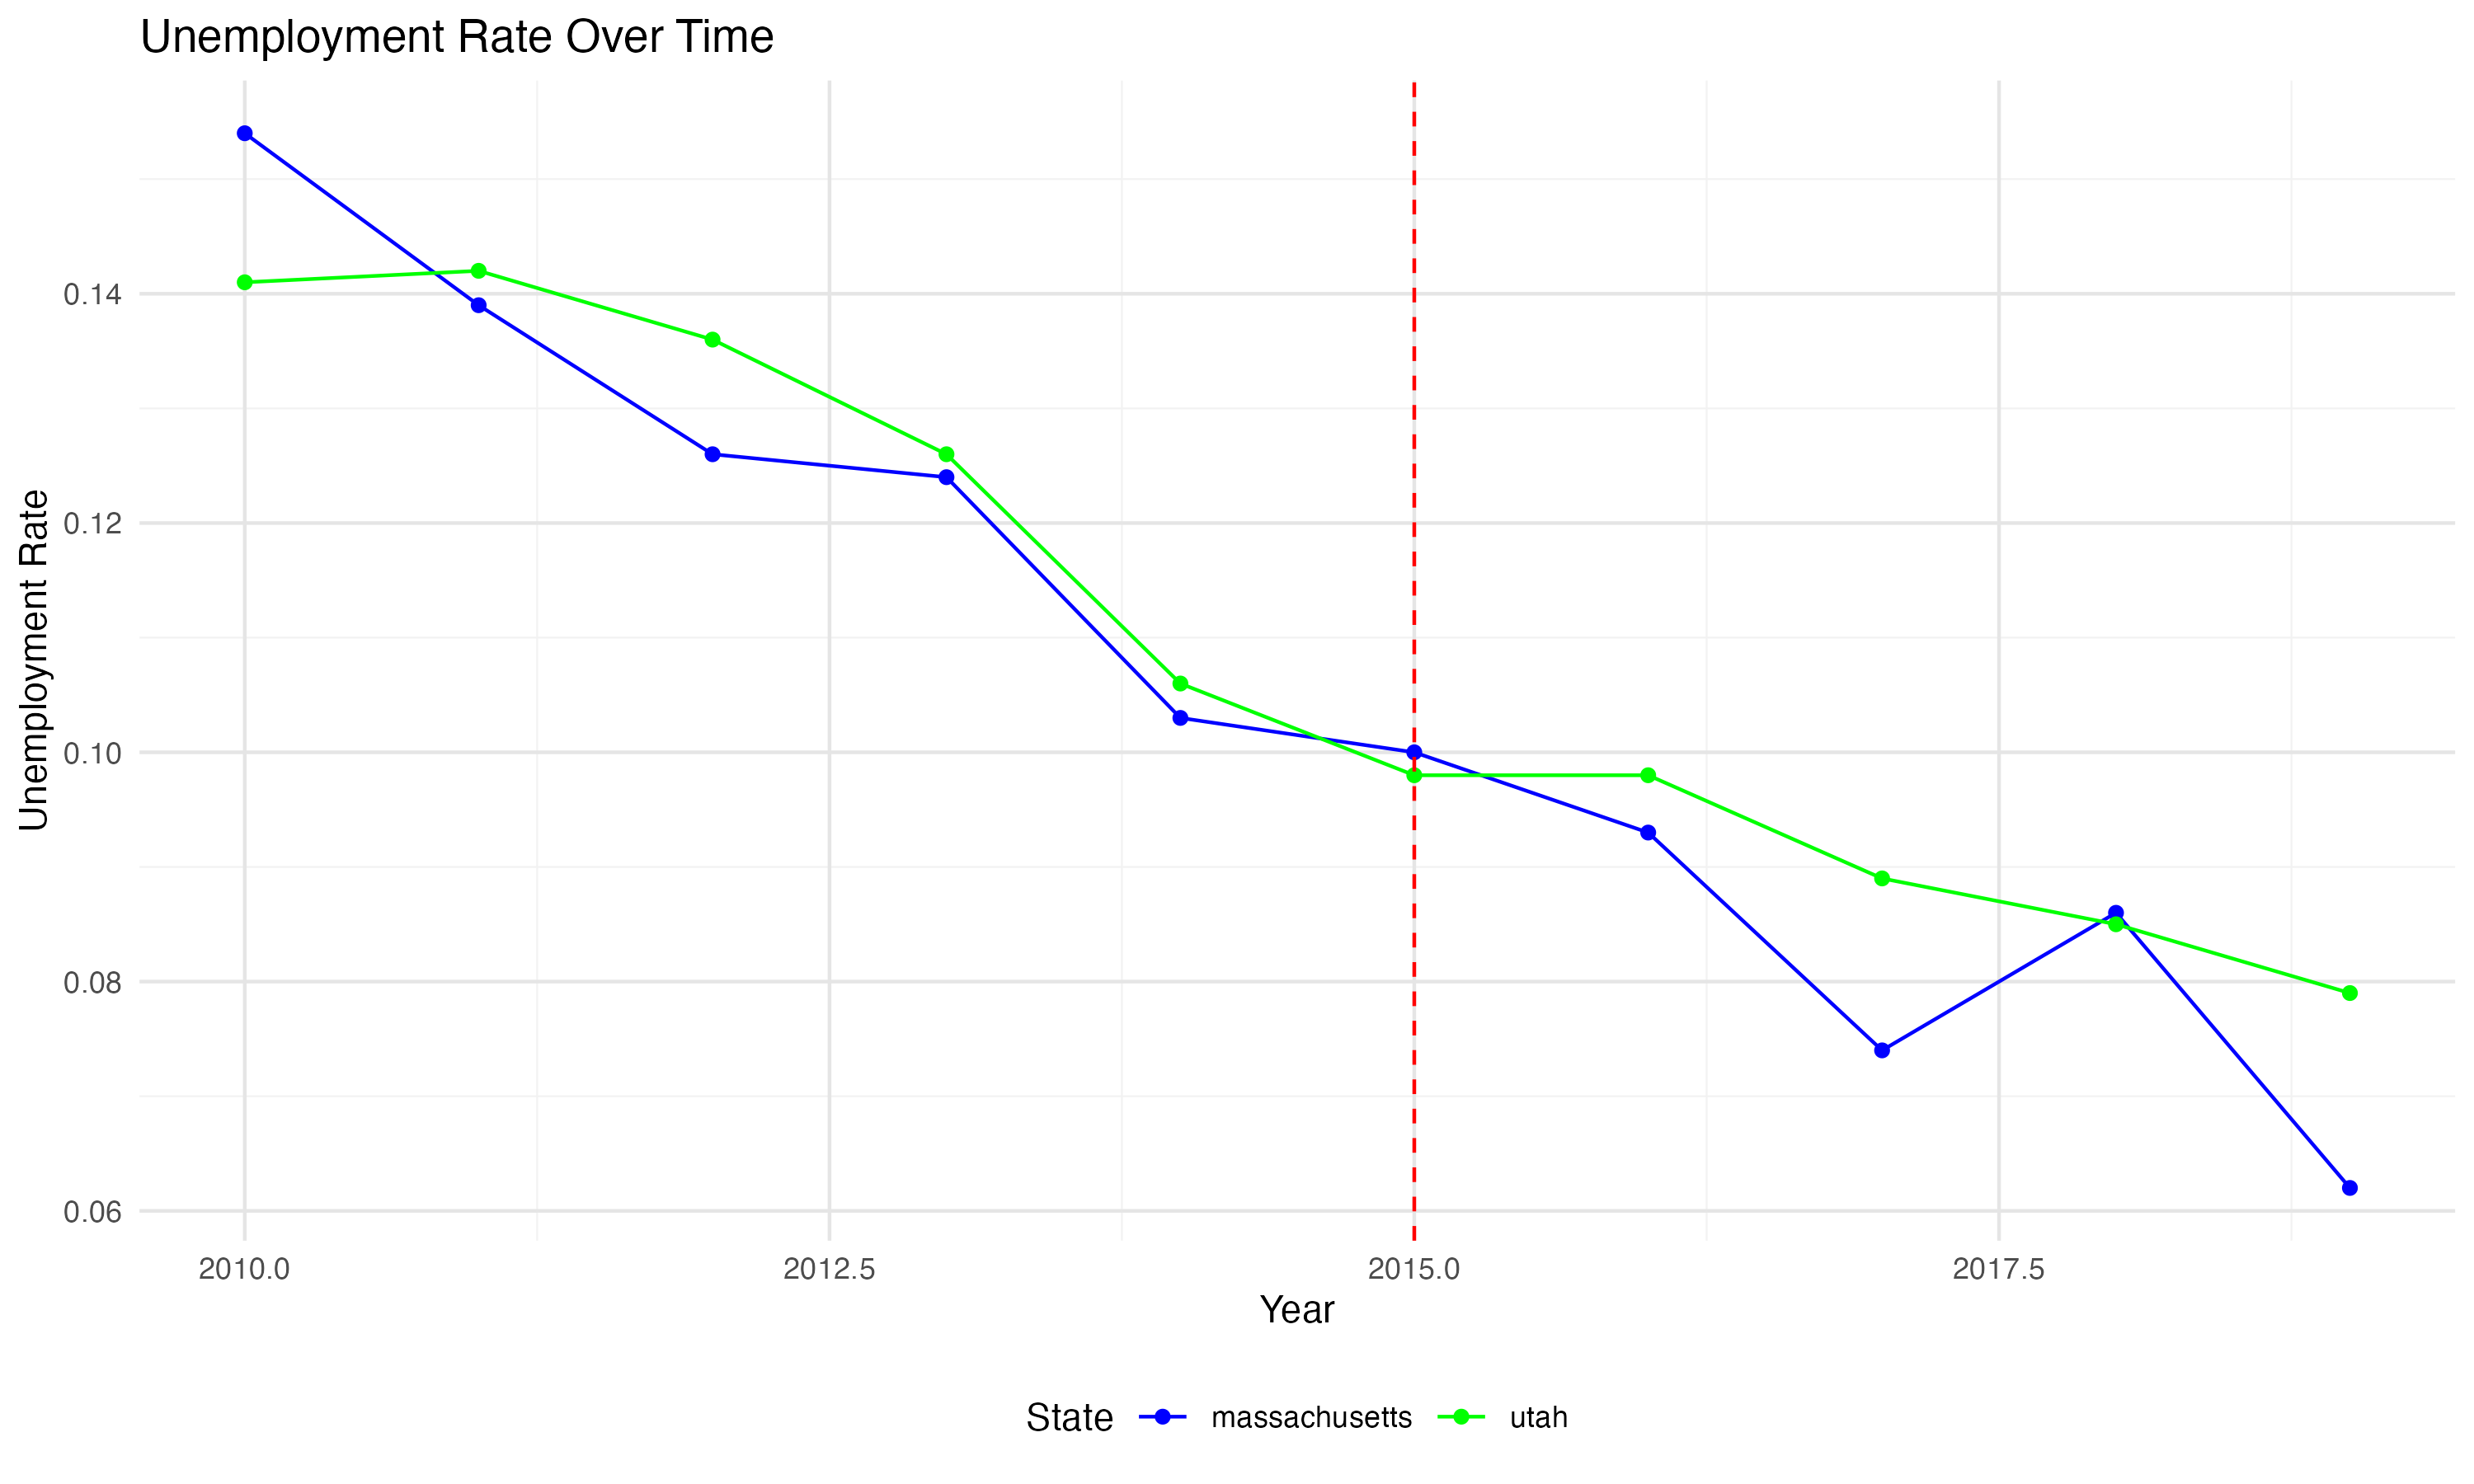 Unemployment Rate Over Time
Unemployment Rate
0.14
0.12
0.10
0.08
0.06
2010.0 2012.5 2015.0 2017.5
Year
State massachusetts utah